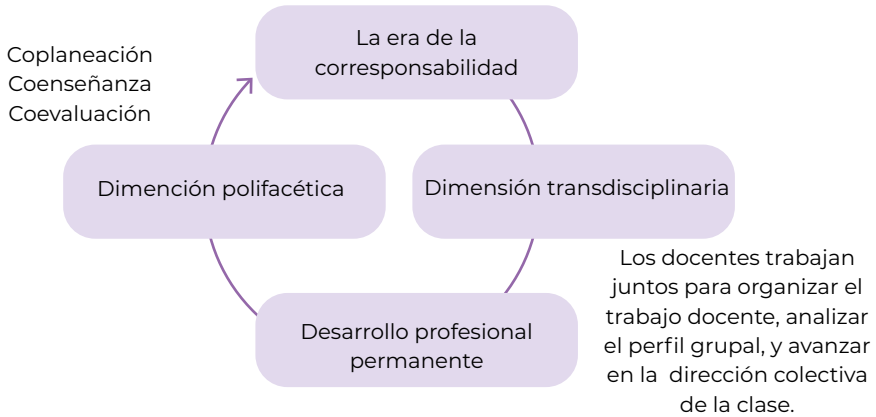 La era de la
corresponsabilidad
Coplaneación
Coenseñanza
Coevaluación
Dimención polifacética
Dimensión transdisciplinaria
Los docentes trabajan
juntos para organizar el
trabajo docente, analizar
el perfil grupal, y avanzar
en la dirección colectiva
de la clase.
Desarrollo profesional
permanente